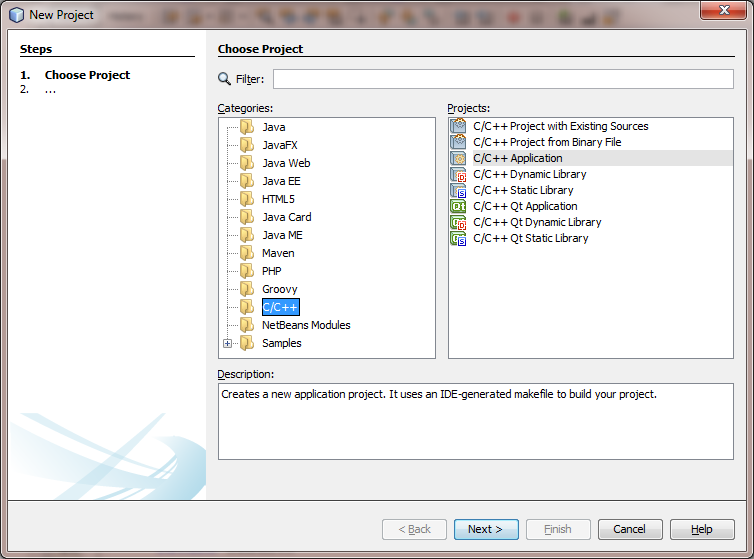 New Project
Steps
1. Choose Project
2. ...
Choose Project
Filter:
Categories:
Java
JavaFX
Java Web
Java EE
HTML5
Java Card
Java ME
Maven
PHP
Groovy
C/C++
NetBeans Modules
Samples
Projects:
C/C++ Project with Existing Sources
C/C++ Project from Binary File
C/C++ Application
C/C++ Dynamic Library
C/C++ Static Library
C/C++ Qt Application
C/C++ Qt Dynamic Library
C/C++ Qt Static Library
Description:
Creates a new application project. It uses an IDE-generated makefile to build your project.
< Back
Next >
Finish
Cancel
Help